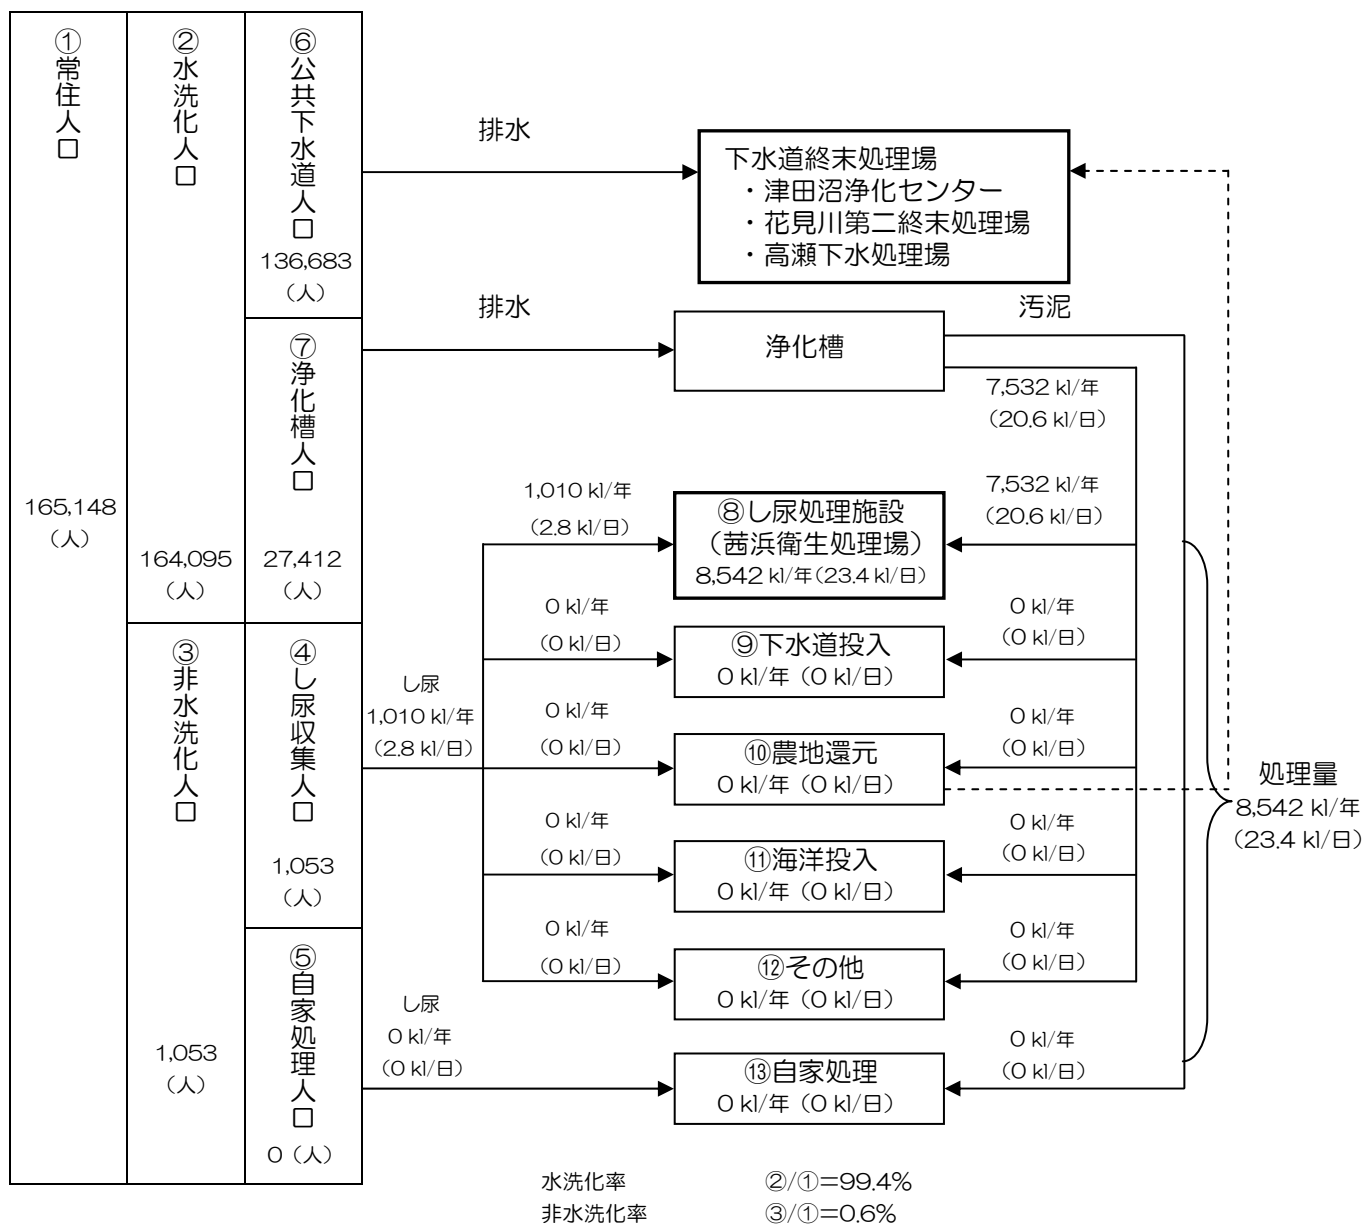 ①常住人口
165,148
(人)
②水洗化人口
164,095
(人)
③非水洗化人口
1,053
(人)
⑥公共下水道人口
136,683
(人)
⑦浄化槽人口
27,412
(人)
④し尿収集人口
1,053
(人)
⑤自家処理人口
0(人)
排水
下水道終末処理場
・津田沼浄化センター
・花見川第二終末処理場
・高瀬下水処理場
排水
浄化槽
汚泥
7,532 kl/年
(20.6 kl/日)
1,010 kl/年
(2.8 kl/日)
⑧し尿処理施設
(茜浜衛生処理場)
8,542 kl/年(23.4 kl/日)
7,532 kl/年
(20.6 kl/日)
0 kl/年
(0 kl/日)
⑨下水道投入
0 kl/年(0 kl/日)
0 kl/年
(0 kl/日)
し尿
1,010 kl/年
(2.8 kl/日)
0 kl/年
(0 kl/日)
⑩農地還元
0 kl/年(0 kl/日)
0 kl/年
(0 kl/日)
0 kl/年
(0 kl/日)
⑪海洋投入
0 kl/年(0 kl/日)
0 kl/年
(0 kl/日)
処理量
8,542 kl/年
(23.4 kl/日)
0 kl/年
(0 kl/日)
⑫その他
0 kl/年(0 kl/日)
0 kl/年
(0 kl/日)
し尿
0 kl/年
(0 kl/日)
⑬自家処理
0 kl/年(0 kl/日)
0 kl/年
(0 kl/日)
水洗化率 ②/①=99.4%
非水洗化率 ③/①=0.6%